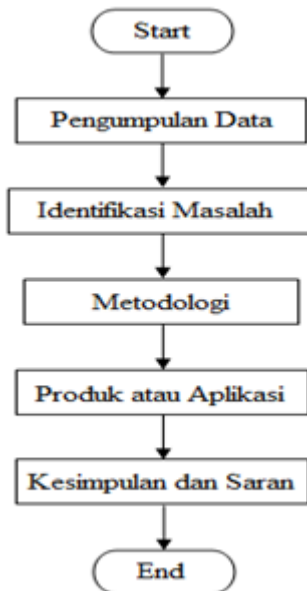 Start
Pengumpulan Data
Identifikasi Masalah
Metodologi
Produk atau Aplikasi
Kesimpulan dan Saran
End